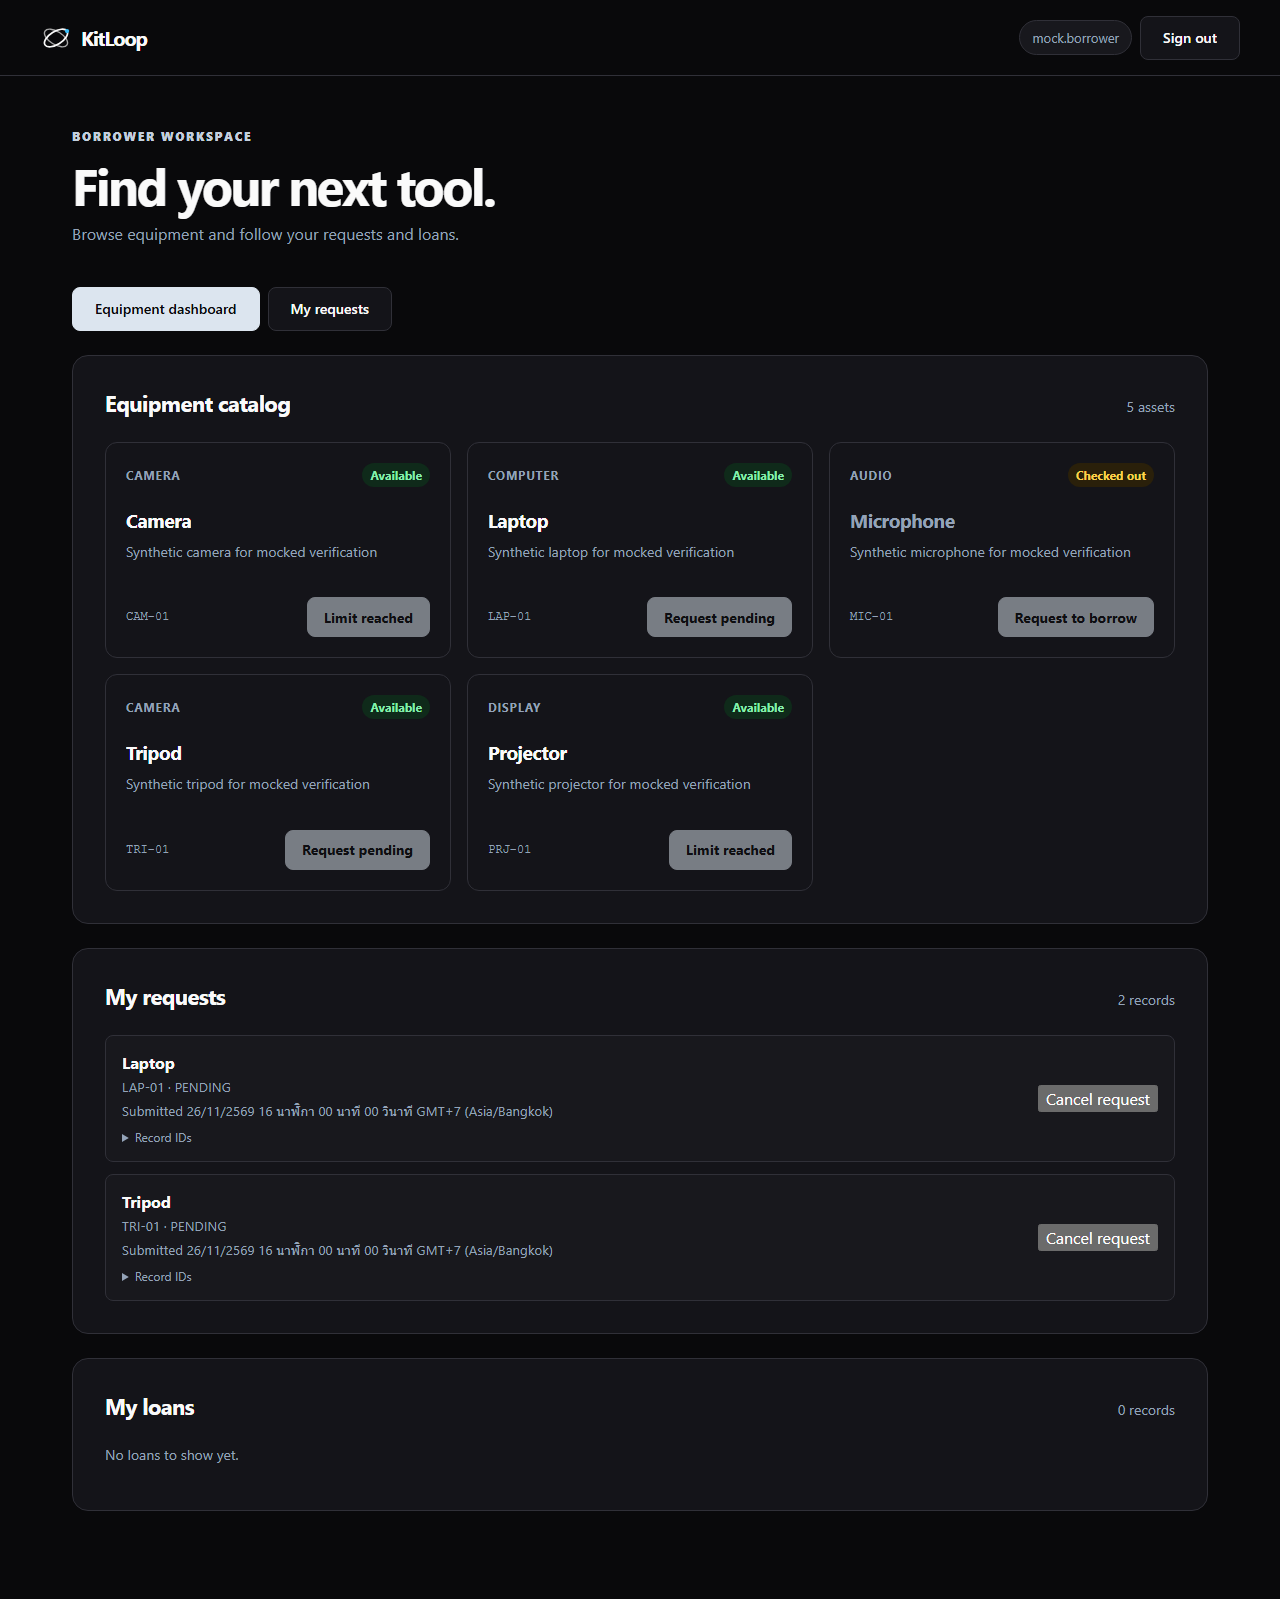 KitLoop
mock.borrower
Sign out
BORROWER WORKSPACE
Find your next tool.
Browse equipment and follow your requests and loans.
Equipment dashboard
My requests
Equipment catalog
5 assets
CAMERA
Available
Camera
Synthetic camera for mocked verification
CAM-01
Limit reached
COMPUTER
Available
Laptop
Synthetic laptop for mocked verification
LAP-01
Request pending
AUDIO
Checked out
Microphone
Synthetic microphone for mocked verification
MIC-01
Request to borrow
CAMERA
Available
Tripod
Synthetic tripod for mocked verification
TRI-01
Request pending
DISPLAY
Available
Projector
Synthetic projector for mocked verification
PRJ-01
Limit reached
My requests
2 records
Laptop
LAP-01 · PENDING
Submitted 26/11/2569 16 นาฬิกา 00 นาที 00 วินาที GMT+7 (Asia/Bangkok)
Record IDs
Cancel request
Tripod
TRI-01 · PENDING
Submitted 26/11/2569 16 นาฬิกา 00 นาที 00 วินาที GMT+7 (Asia/Bangkok)
Record IDs
Cancel request
My loans
0 records
No loans to show yet.